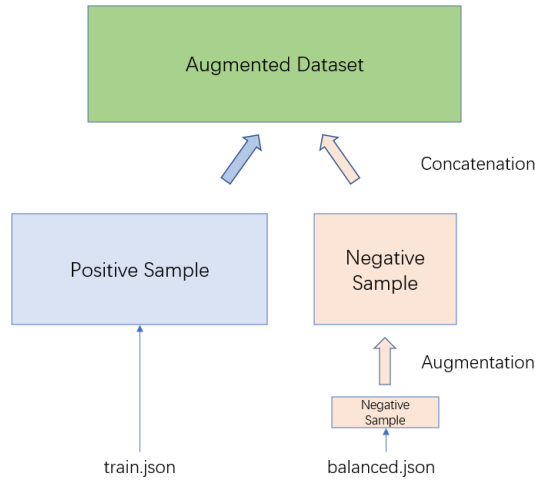 Augmented Dataset
Concatenation
Positive Sample
Negative
Sample
Augmentation
Negative
Sample
train.json
balanced.json